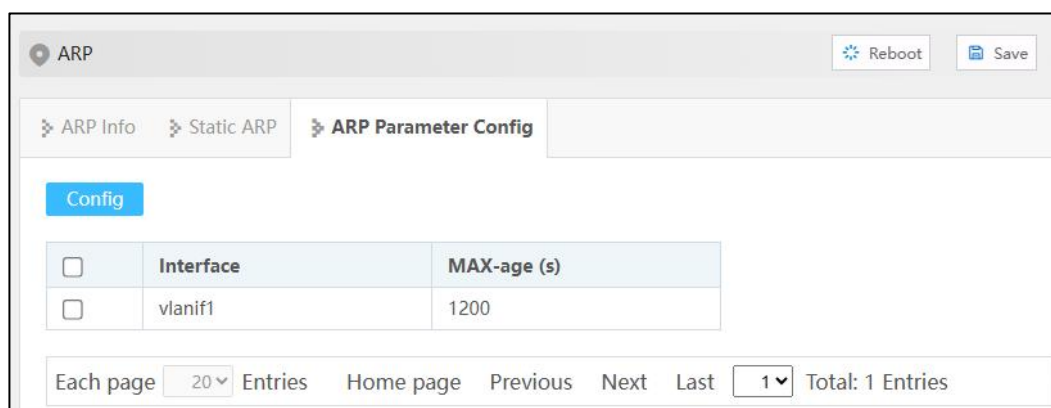 ARP Reboot Save
ARP Info Static ARP ARP Parameter Config
Config
Interface MAX-age (s)
vlanif1 1200
Each page 20 Entries Home page Previous Next Last 1 Total: 1 Entries